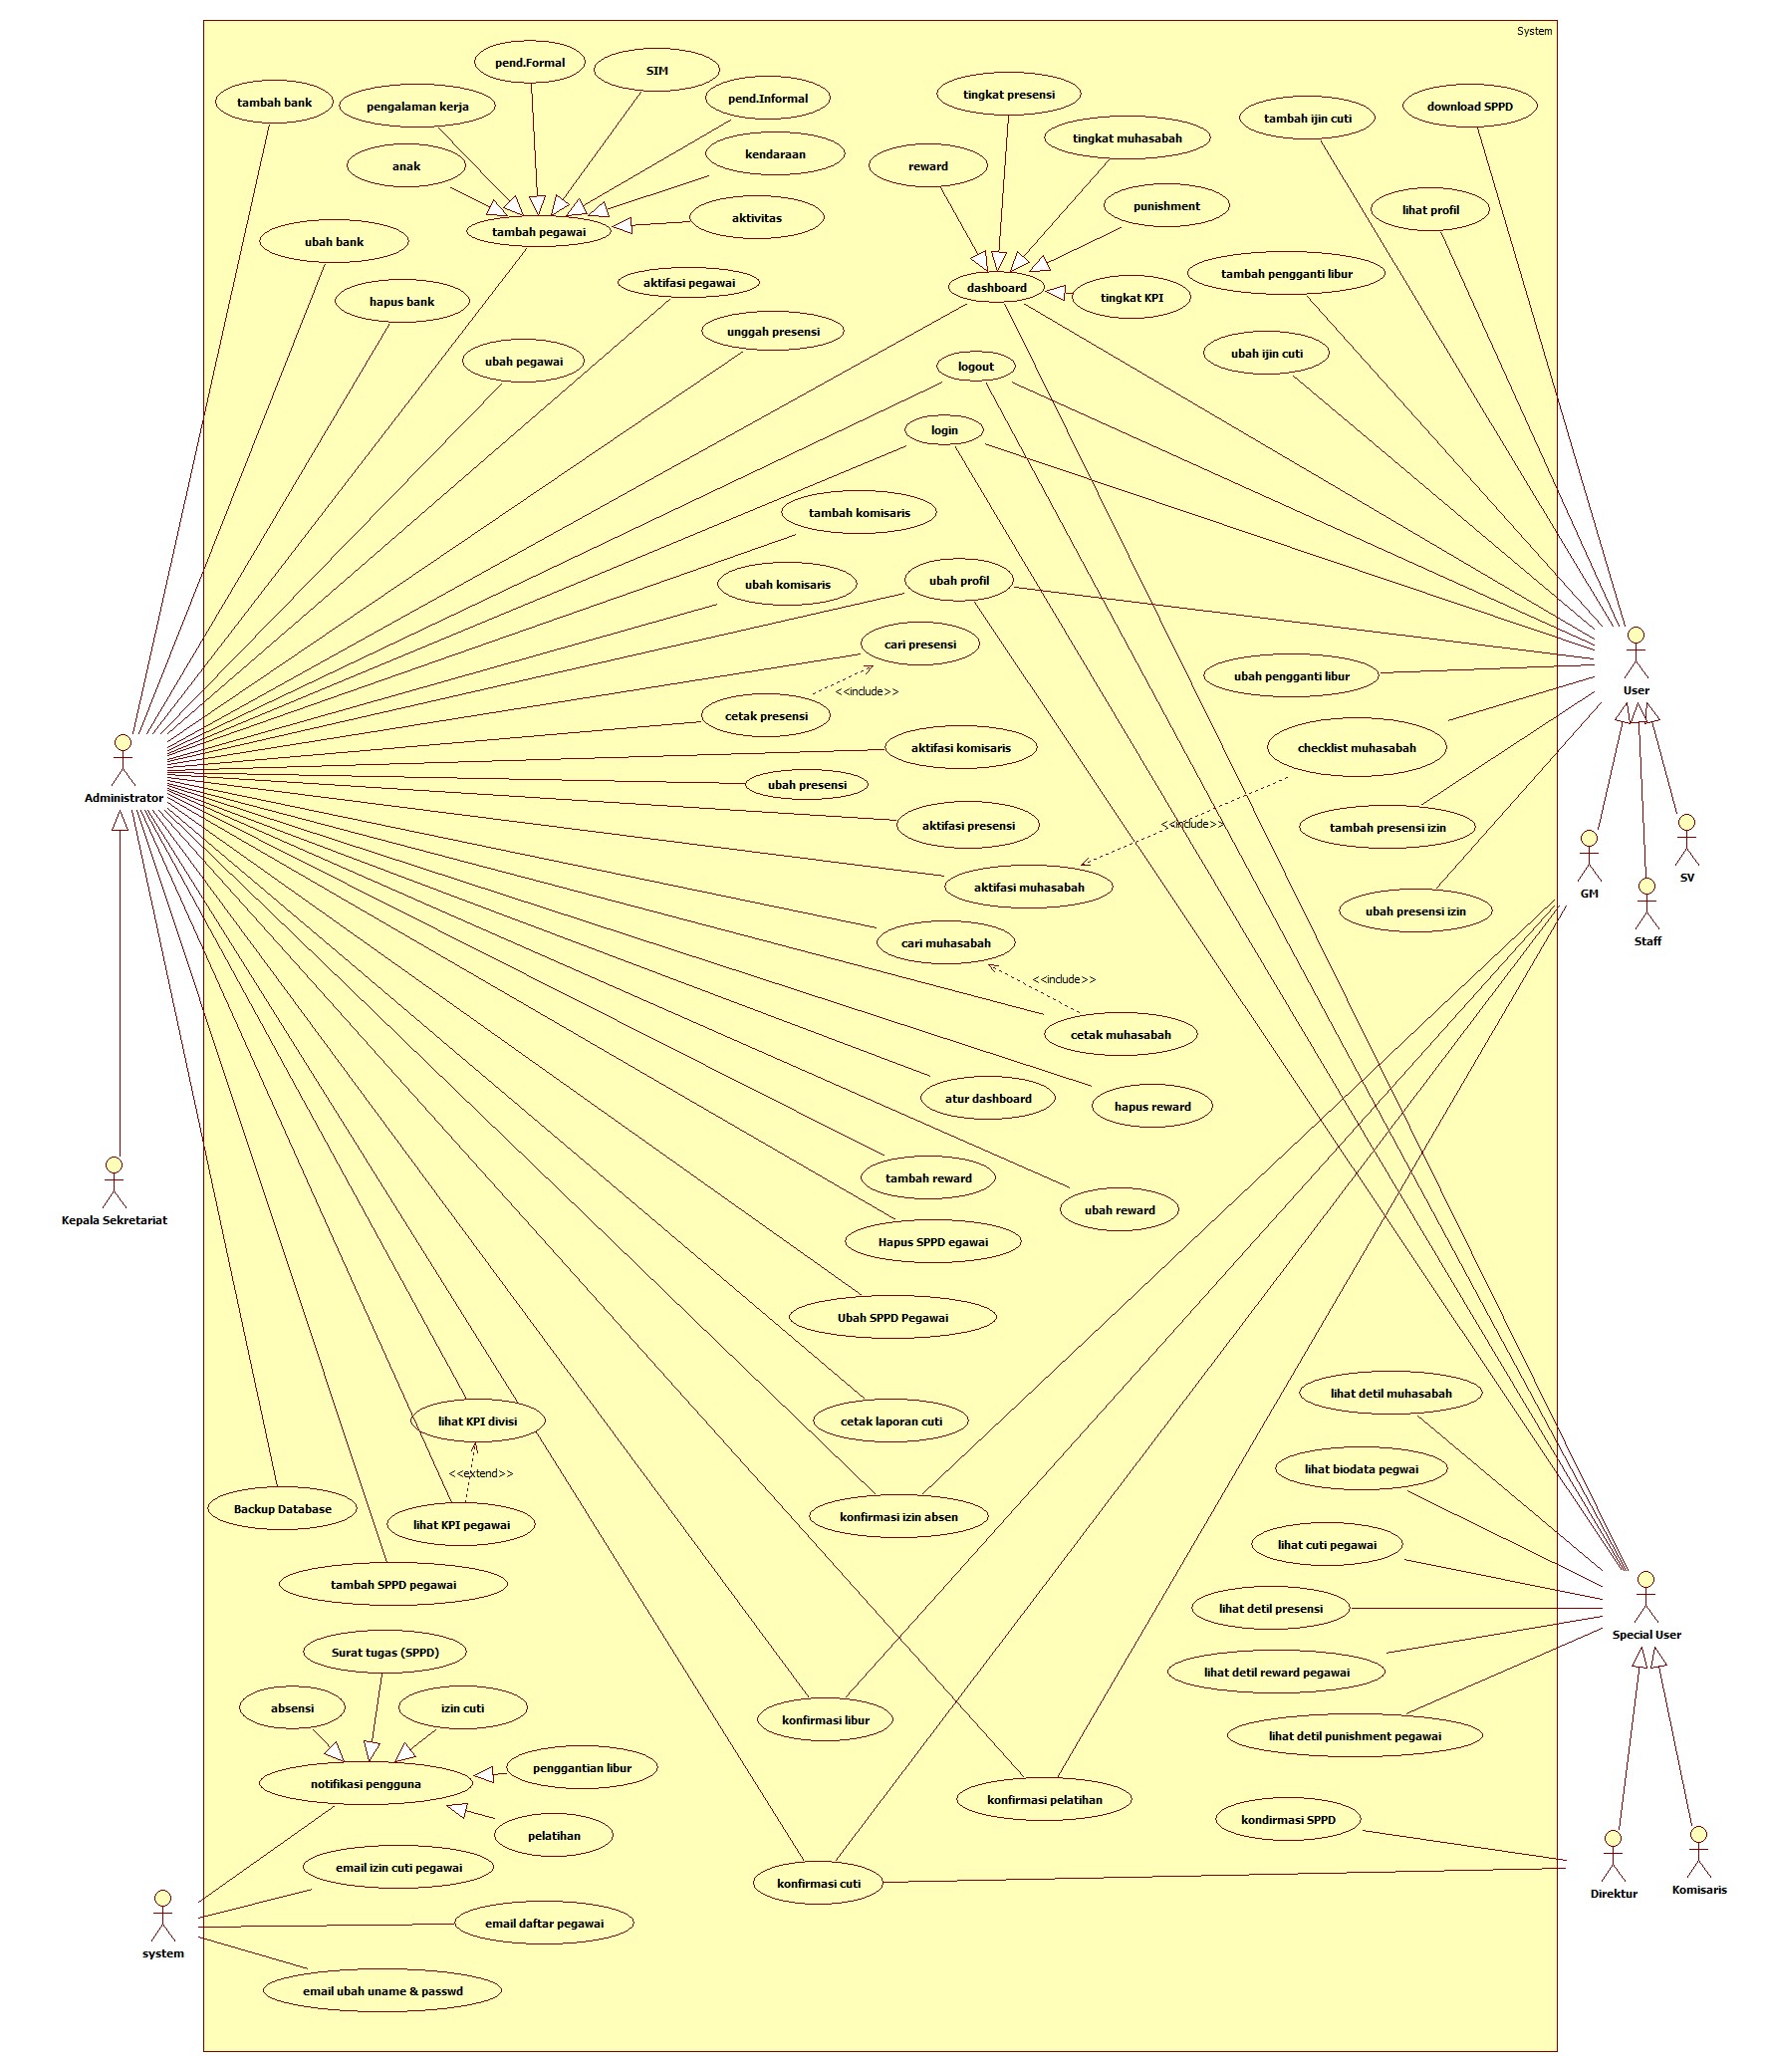 System
pend.Formal
SIM
tambah bank
pengalaman kerja
pend.Informal
tingkat presensi
tambah ijin cuti
download SPPD
anak
kendaraan
reward
tingkat muhasabah
tambah pegawai
aktivitas
punishment
lihat profil
ubah bank
aktifasi pegawai
dashboard
tingkat KPI
tambah pengganti libur
hapus bank
unggah presensi
ubah pegawai
logout
ubah ijin cuti
login
tambah komisaris
ubah komisaris
ubah profil
cari presensi
<<include>>
cetak presensi
ubah pengganti libur
User
aktifasi komisaris
checklist muhasabah
Administrator
ubah presensi
aktifasi presensi
<<include>>
tambah presensi izin
aktifasi muhasabah
GM
SV
ubah presensi izin
Staff
cari muhasabah
<<include>>
cetak muhasabah
atur dashboard
hapus reward
tambah reward
ubah reward
Kepala Sekretariat
Hapus SPPD egawai
Ubah SPPD Pegawai
lihat KPI divisi
cetak laporan cuti
lihat detil muhasabah
<<extend>>
lihat biodata pegwai
Backup Database
lihat KPI pegawai
konfirmasi izin absen
lihat cuti pegawai
tambah SPPD pegawai
lihat detil presensi
Special User
Surat tugas (SPPD)
lihat detil reward pegawai
absensi
izin cuti
konfirmasi libur
lihat detil punishment pegawai
notifikasi pengguna
penggantian libur
konfirmasi pelatihan
pelatihan
kondirmasi SPPD
email izin cuti pegawai
konfirmasi cuti
Direktur
Komisaris
email daftar pegawai
system
email ubah uname & passwd